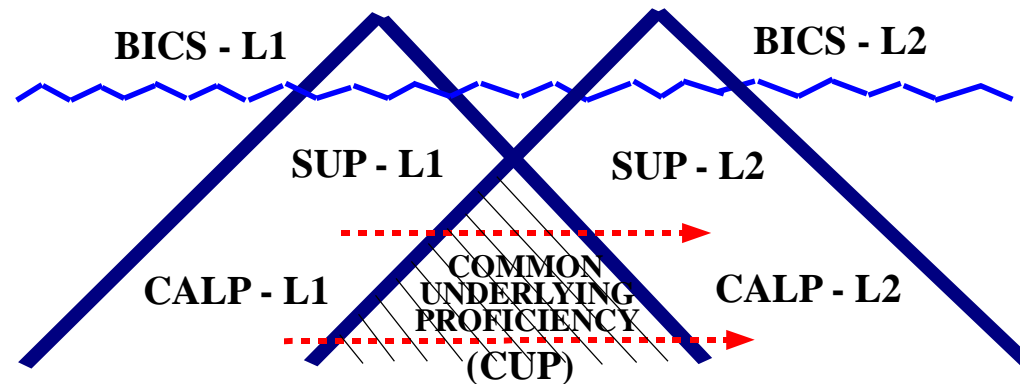 BICS - L1
BICS - L2
SUP - L1
SUP - L2
CALP - L1
COMMON
UNDERLYING
PROFICIENCY
(CUP)
CALP - L2